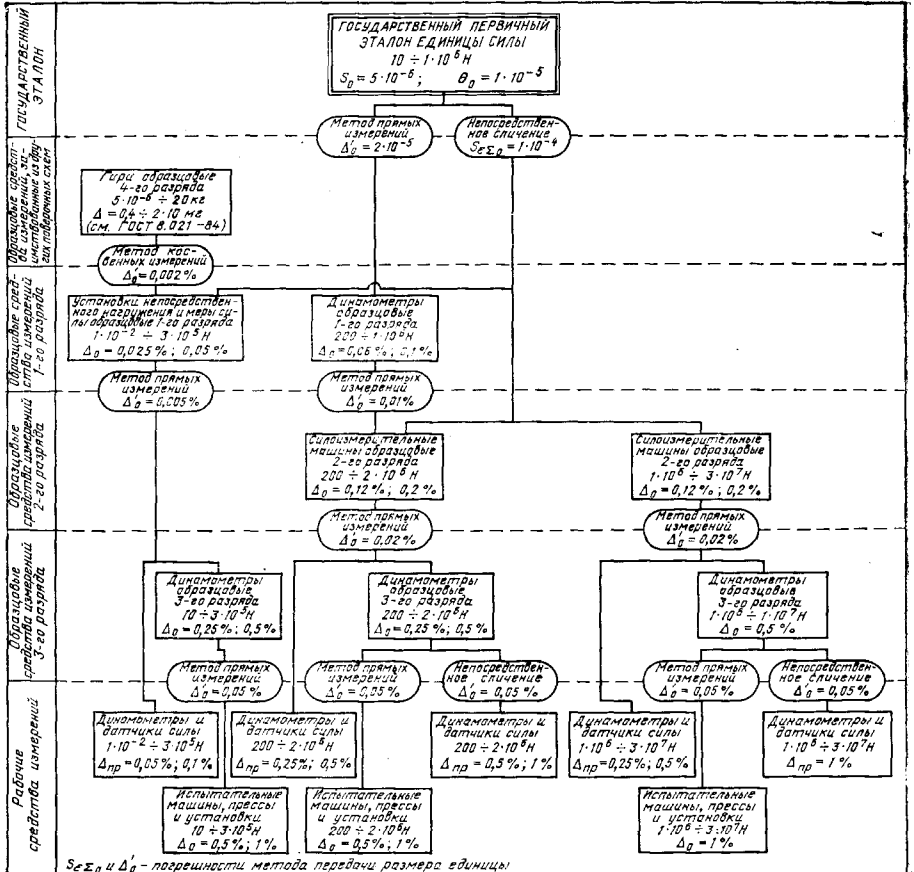 ГОСУДАРСТВЕННЫЙ
ЭТАЛОН
ГОСУДАРСТВЕННЫЙ ПЕРВИЧНЫЙ
ЭТАЛОН ЕДИНИЦЫ СИЛЫ
10 ÷ 1·10⁶ Н
S₀ = 5·10⁻⁶; Θ₀ = 1·10⁻⁵
Метод прямых
измерений
Δ'₀ = 2·10⁻⁵
Непосредствен-
ное сличение
S_εΣ₀ = 1·10⁻⁴
Образцовые средст-
ва измерений, за-
имствованные из дру-
гих поверочных схем
Гири образцовые
4-го разряда
5·10⁻⁶ ÷ 20 кг
Δ = 0,4 ÷ 2·10 мг
(см. ГОСТ 8.021-84)
Метод кос-
венных измерений
Δ'₀ = 0,002 %
Образцовые сред-
ства измерений
1-го разряда
Установки непосредствен-
ного нагружения и меры си-
лы образцовые 1-го разряда
1·10⁻² ÷ 3·10⁵ Н
Δ₀ = 0,025 %; 0,05 %
Динамометры
образцовые
1-го разряда
200 ÷ 1·10⁶ Н
Δ₀ = 0,06 %; 0,1 %
Метод прямых
измерений
Δ'₀ = 0,005 %
Метод прямых
измерений
Δ'₀ = 0,01 %
Образцовые
средства измерений
2-го разряда
Силоизмерительные
машины образцовые
2-го разряда
200 ÷ 2·10⁶ Н
Δ₀ = 0,12 %; 0,2 %
Силоизмерительные
машины образцовые
2-го разряда
1·10⁶ ÷ 3·10⁷ Н
Δ₀ = 0,12 %; 0,2 %
Метод прямых
измерений
Δ'₀ = 0,02 %
Метод прямых
измерений
Δ'₀ = 0,02 %
Образцовые
средства измерений
3-го разряда
Динамометры
образцовые
3-го разряда
10 ÷ 3·10⁵ Н
Δ₀ = 0,25 %; 0,5 %
Динамометры
образцовые
3-го разряда
200 ÷ 2·10⁶ Н
Δ₀ = 0,25 %; 0,5 %
Динамометры
образцовые
3-го разряда
1·10⁶ ÷ 1·10⁷ Н
Δ₀ = 0,5 %
Метод прямых
измерений
Δ'₀ = 0,05 %
Метод прямых
измерений
Δ'₀ = 0,05 %
Непосредствен-
ное сличение
Δ'₀ = 0,05 %
Метод прямых
измерений
Δ'₀ = 0,05 %
Непосредствен-
ное сличение
Δ'₀ = 0,05 %
Рабочие
средства измерений
Динамометры и
датчики силы
1·10⁻² ÷ 3·10⁵ Н
Δпр = 0,05 %; 0,1 %
Динамометры и
датчики силы
200 ÷ 2·10⁶ Н
Δпр = 0,25 %; 0,5 %
Динамометры и
датчики силы
200 ÷ 2·10⁶ Н
Δпр = 0,5 %; 1 %
Динамометры и
датчики силы
1·10⁶ ÷ 3·10⁷ Н
Δпр = 0,25 %; 0,5 %
Динамометры и
датчики силы
1·10⁶ ÷ 3·10⁷ Н
Δпр = 1 %
Испытательные
машины, прессы
и установки
10 ÷ 3·10⁵ Н
Δ₀ = 0,5 %; 1 %
Испытательные
машины, прессы
и установки
200 ÷ 2·10⁶ Н
Δ₀ = 0,5 %; 1 %
Испытательные
машины, прессы и
установки
1·10⁶ ÷ 3·10⁷ Н
Δ₀ = 1 %
S_εΣ₀ и Δ'₀ - погрешности метода передачи размера единицы